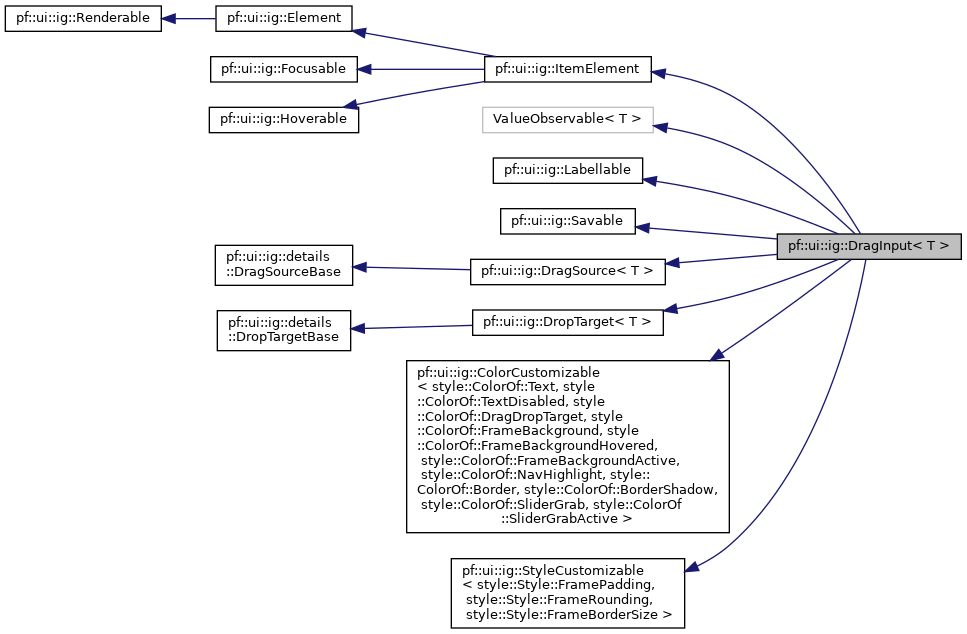 pf::ui::ig::Renderable
pf::ui::ig::Element
pf::ui::ig::Focusable
pf::ui::ig::ItemElement
pf::ui::ig::Hoverable
ValueObservable< T >
pf::ui::ig::Labellable
pf::ui::ig::Savable
pf::ui::ig::DragInput< T >
pf::ui::ig::details
::DragSourceBase
pf::ui::ig::DragSource< T >
pf::ui::ig::details
::DropTargetBase
pf::ui::ig::DropTarget< T >
pf::ui::ig::ColorCustomizable
< style::ColorOf::Text, style
::ColorOf::TextDisabled, style
::ColorOf::DragDropTarget, style
::ColorOf::FrameBackground, style
::ColorOf::FrameBackgroundHovered,
style::ColorOf::FrameBackgroundActive,
style::ColorOf::NavHighlight, style::
ColorOf::Border, style::ColorOf::BorderShadow,
style::ColorOf::SliderGrab, style::ColorOf
::SliderGrabActive >
pf::ui::ig::StyleCustomizable
< style::Style::FramePadding,
style::Style::FrameRounding,
style::Style::FrameBorderSize >